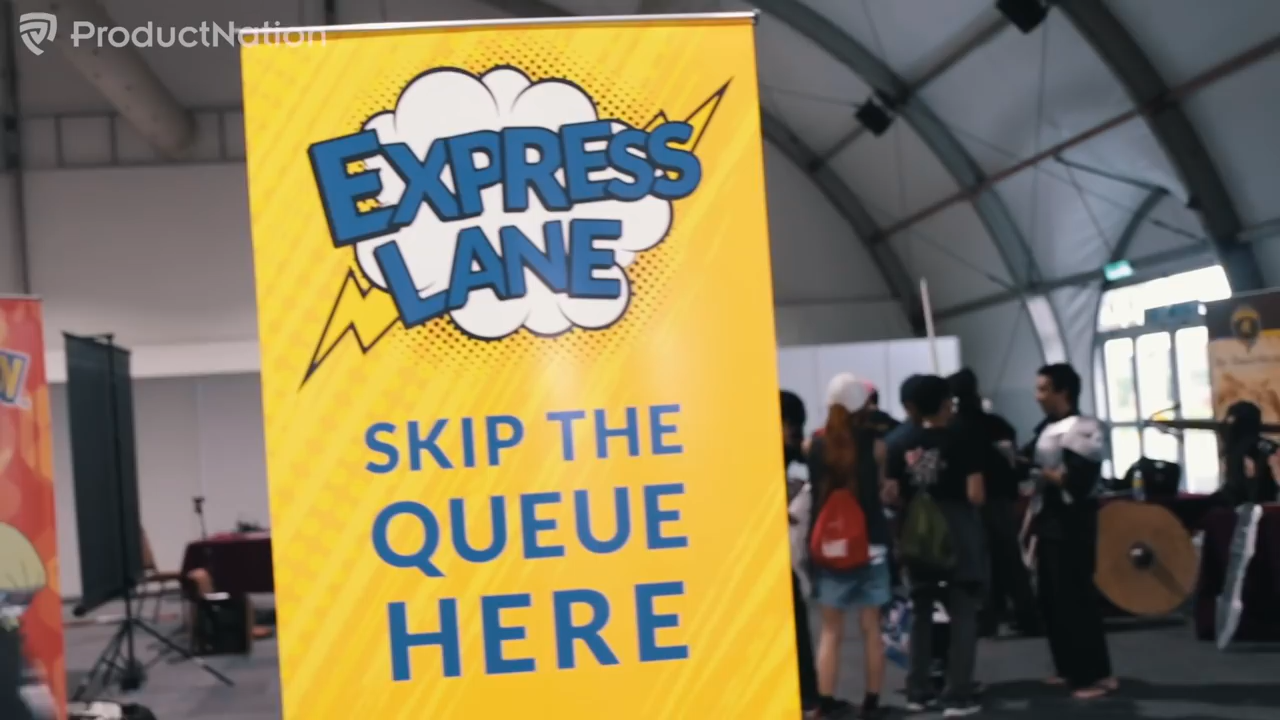 ProductNation
EXPRESS
LANE
SKIP THE
QUEUE
HERE